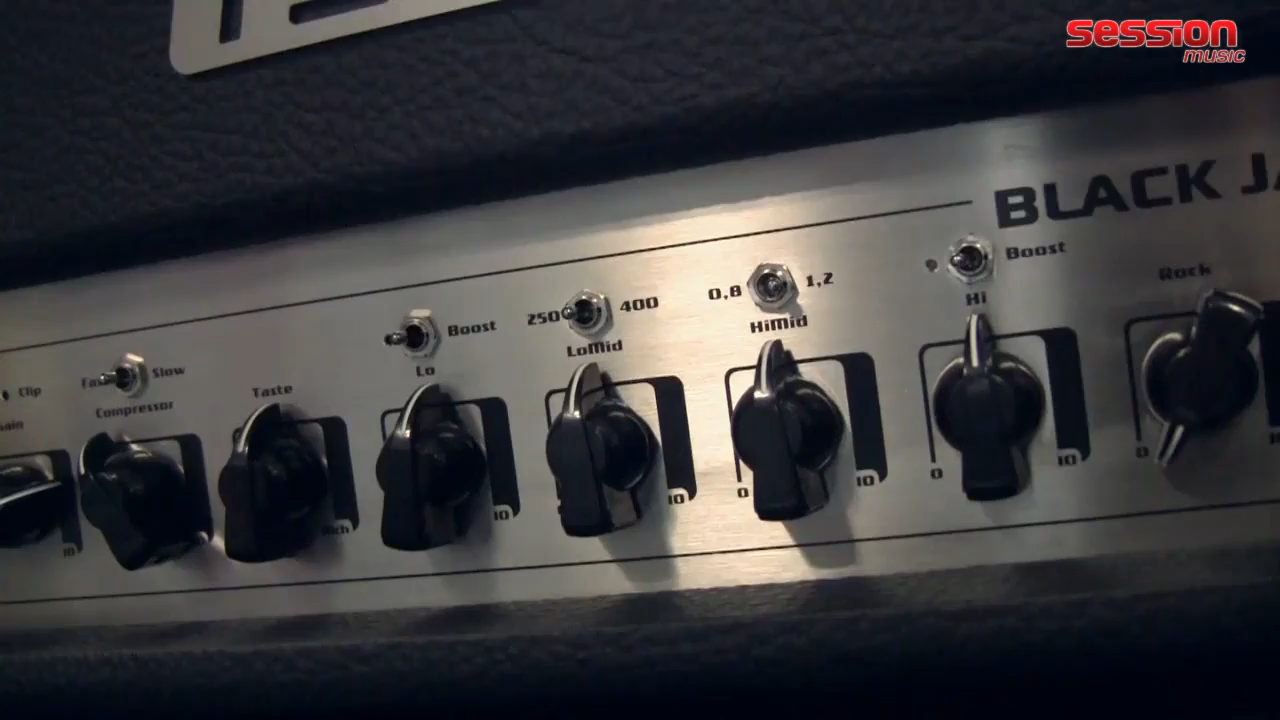 session
music
BLACK
Boost
Rock
Hi
0,8 1,2
HiMid
250 400
LoMid
Boost
Lo
Slow
Compressor
Taste
Clip
10
10
10
0 10
0 10
0